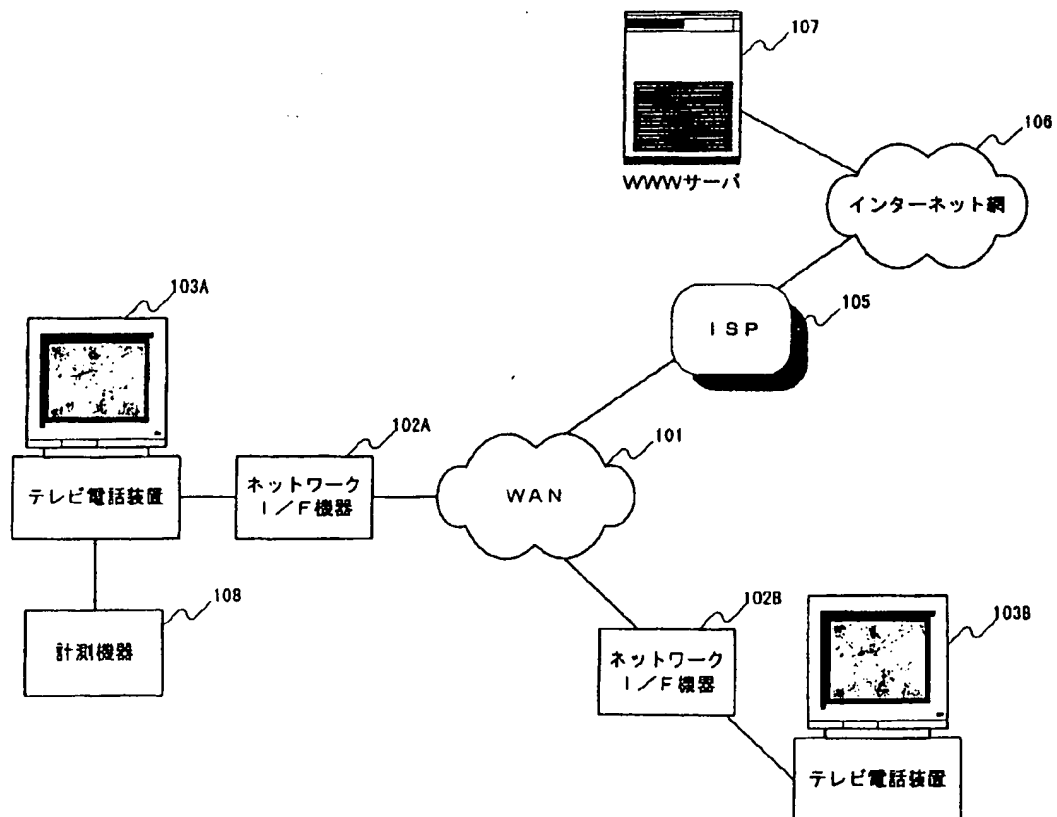 107
106
WWWサーバ
インターネット網
103A
105
ISP
102A
101
テレビ電話装置
ネットワーク
I/F機器
WAN
108
102B
103B
計測機器
ネットワーク
I/F機器
テレビ電話装置